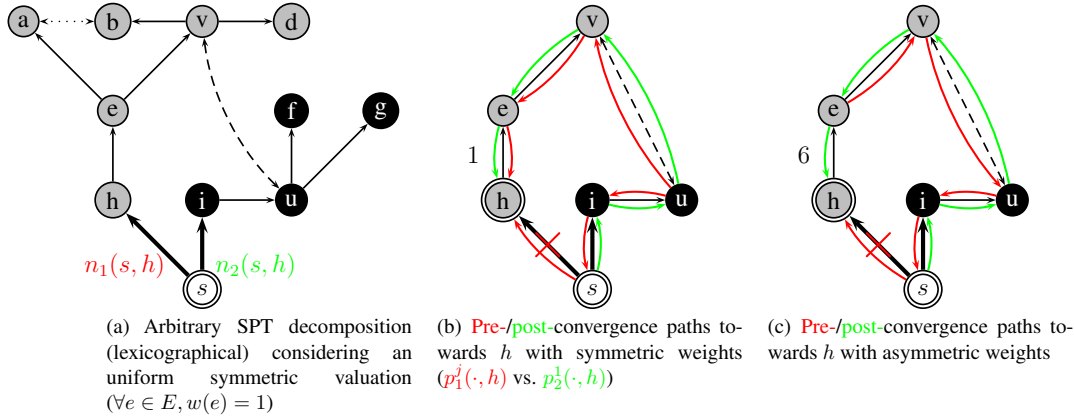 a
b
v
d
e
f
g
h
i
u
n₁(s, h)
n₂(s, h)
s
(a) Arbitrary SPT decomposition
(lexicographical) considering an
uniform symmetric valuation
(∀e ∈ E, w(e) = 1)
v
e
1
h
i
u
s
(b) Pre-/post-convergence paths to-
wards h with symmetric weights
(p₁ʲ(·, h) vs. p₂¹(·, h))
v
e
6
h
i
u
s
(c) Pre-/post-convergence paths to-
wards h with asymmetric weights